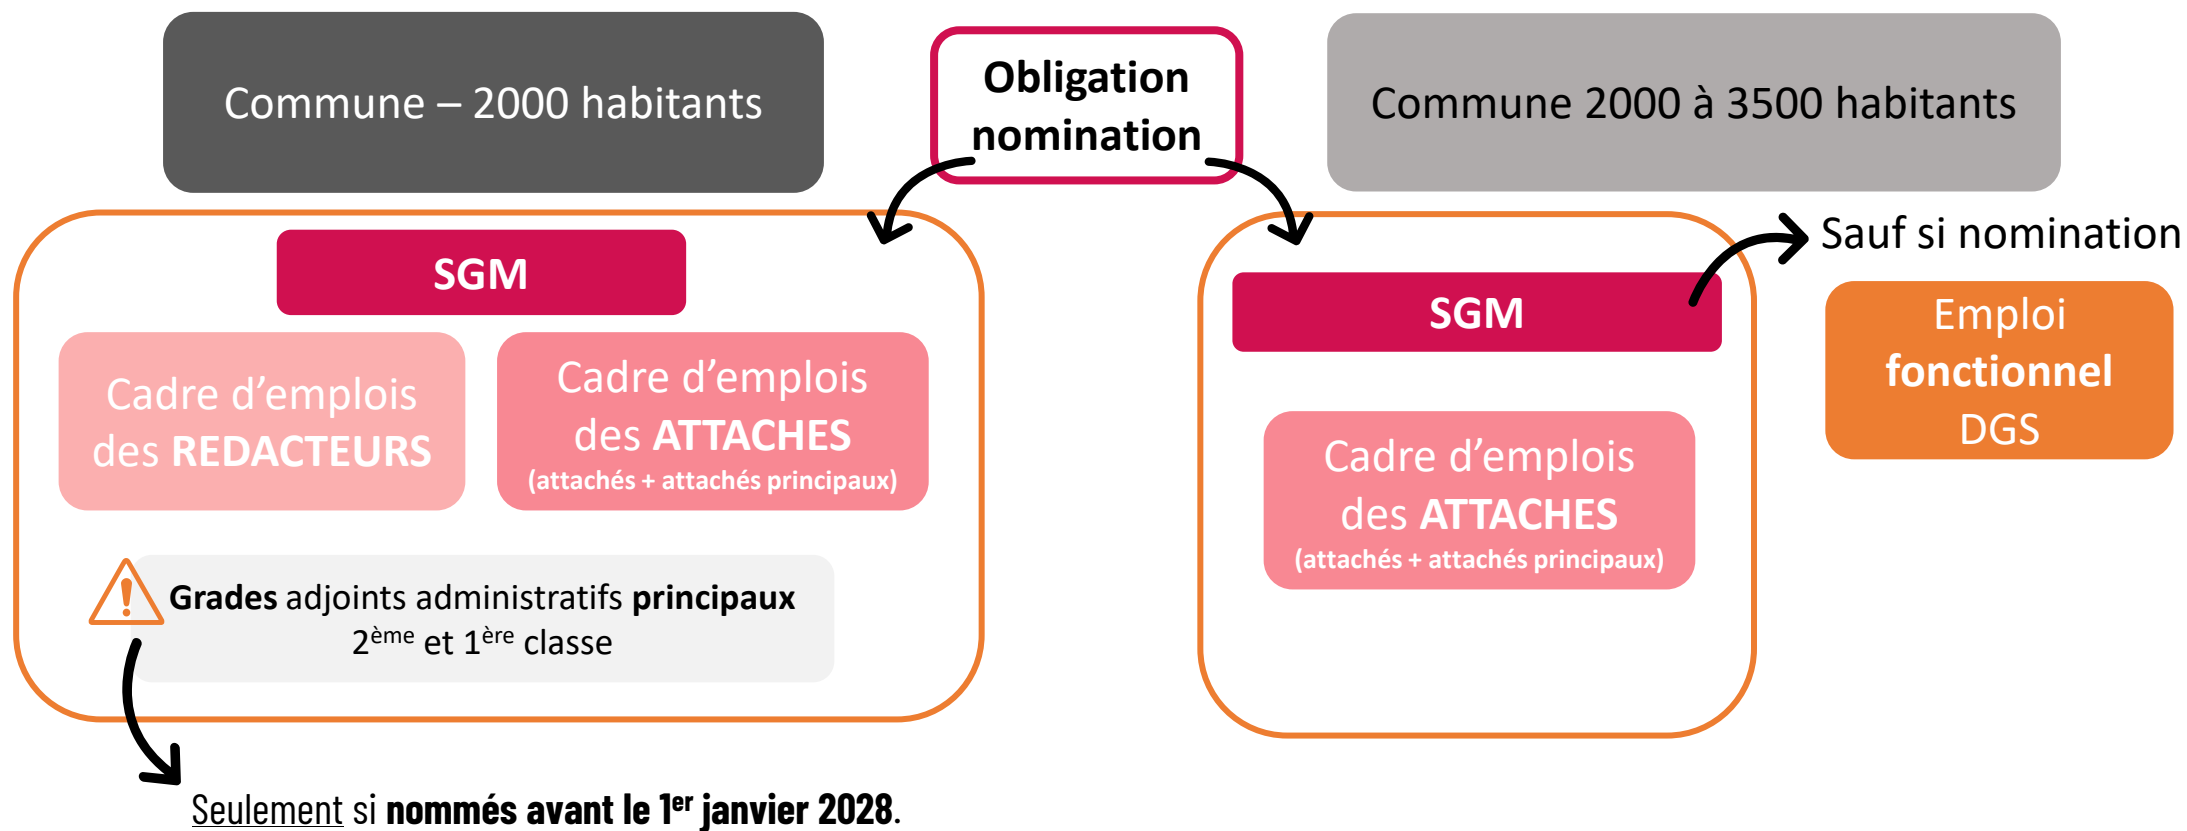 Commune – 2000 habitants
Obligation
nomination
Commune 2000 à 3500 habitants
SGM
Cadre d’emplois
des REDACTEURS
Cadre d’emplois
des ATTACHES
(attachés + attachés principaux)
Grades adjoints administratifs principaux
2ème et 1ère classe
Seulement si nommés avant le 1er janvier 2028.
SGM
Cadre d’emplois
des ATTACHES
(attachés + attachés principaux)
Sauf si nomination
Emploi
fonctionnel
DGS